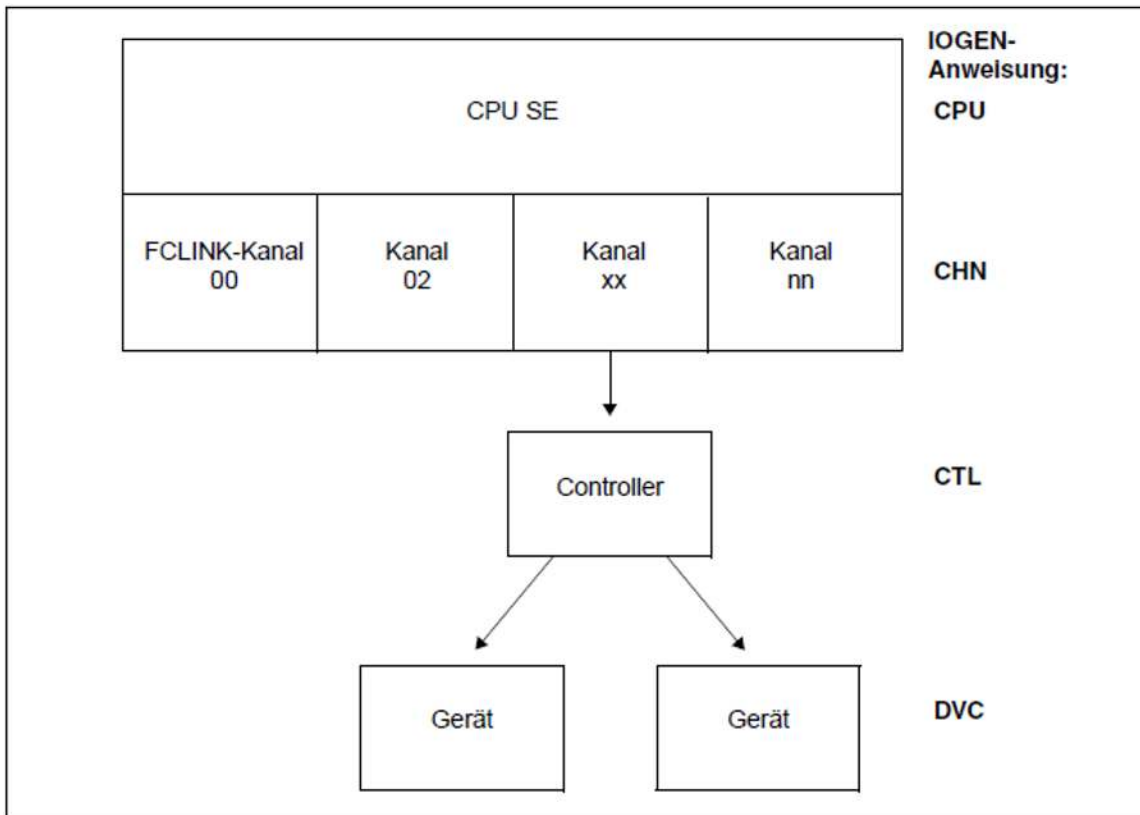 IOGEN-
Anweisung:
CPU SE
CPU
FCLINK-Kanal
00
Kanal
02
Kanal
xx
Kanal
nn
CHN
Controller
CTL
Gerät
Gerät
DVC